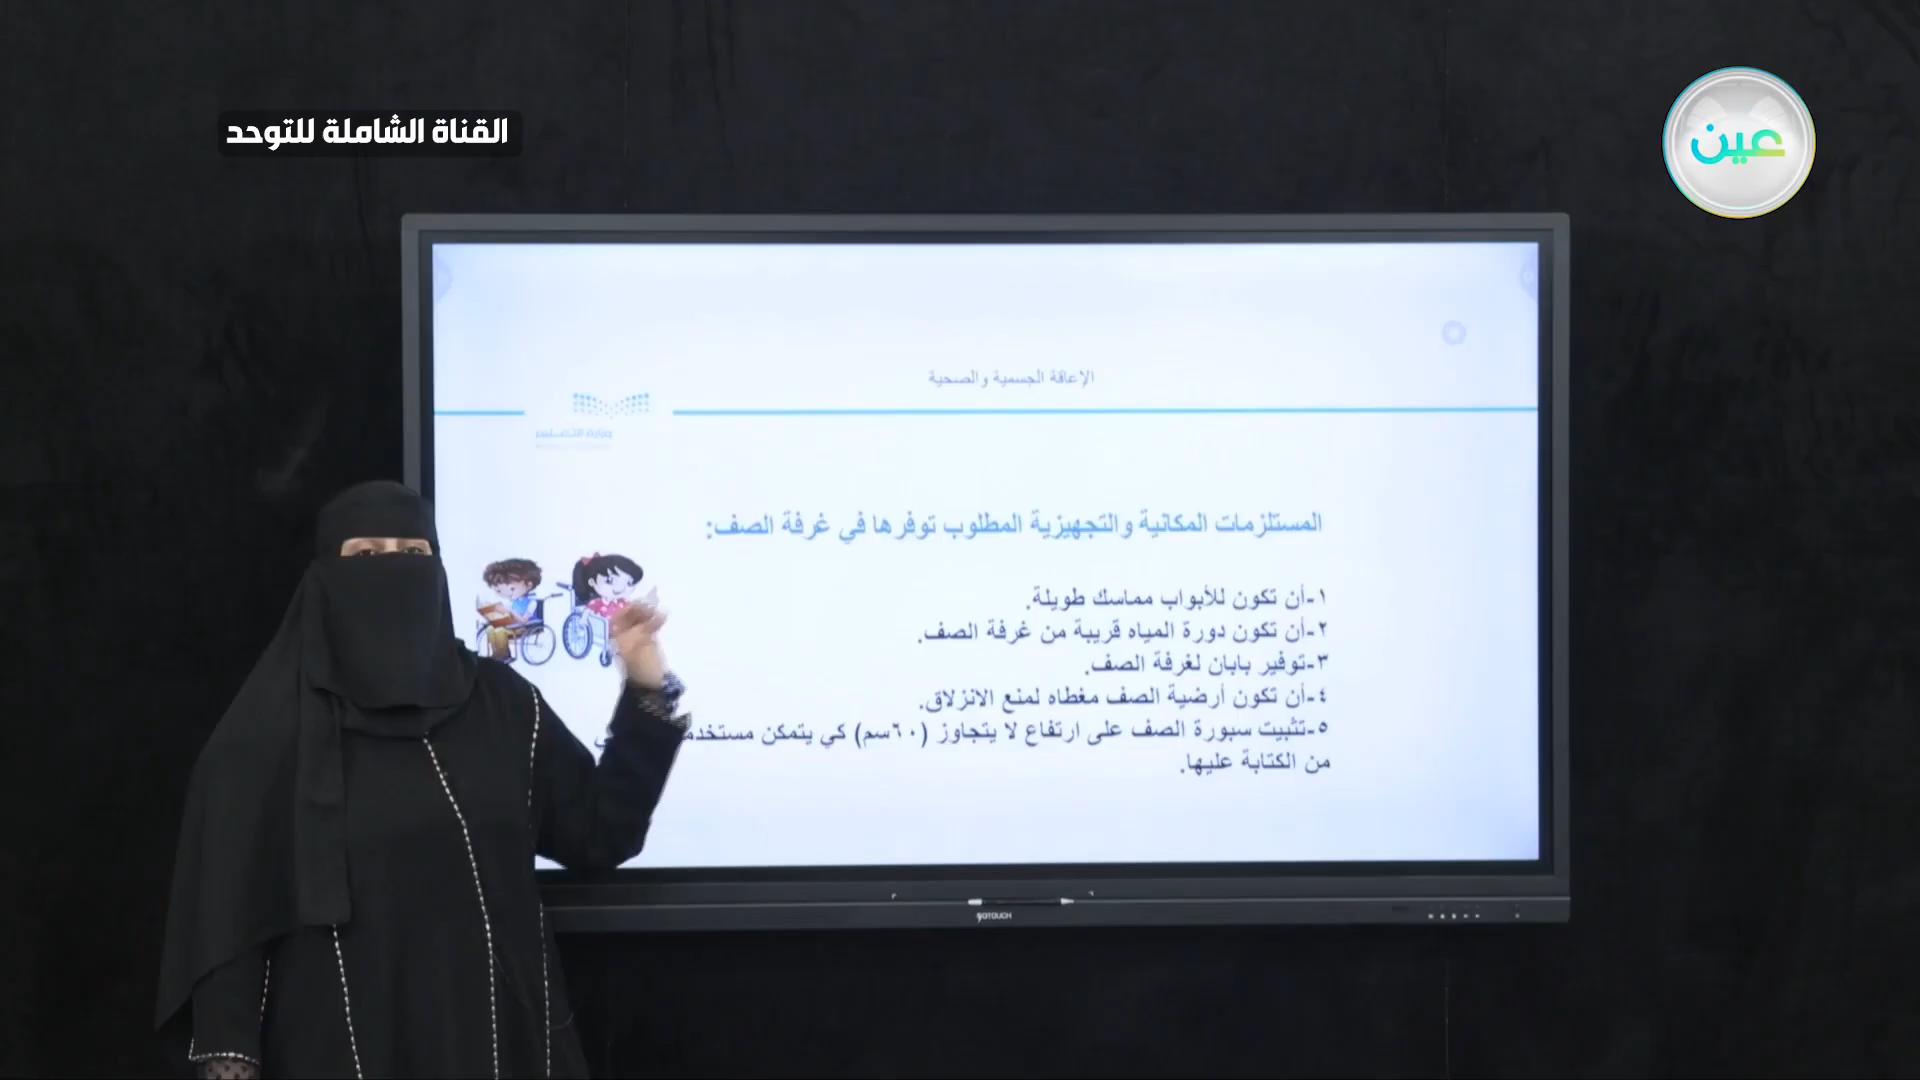 القناة الشاملة للتوحد
عين
الإعاقة الجسمية والصحية
وزارة التعليم
المستلزمات المكانية والتجهيزية المطلوب توفرها في غرفة الصف:
١-أن تكون للأبواب مماسك طويلة.
٢-أن تكون دورة المياه قريبة من غرفة الصف.
٣-توفير بابان لغرفة الصف.
٤-أن تكون أرضية الصف مغطاه لمنع الانزلاق.
٥-تثبيت سبورة الصف على ارتفاع لا يتجاوز (٦٠سم) كي يتمكن
من الكتابة عليها.